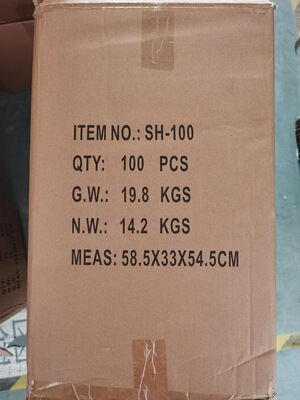 ITEM NO.: SH-100
QTY: 100 PCS
G.W.: 19.8 KGS
N.W.: 14.2 KGS
MEAS: 58.5X33X54.5CM